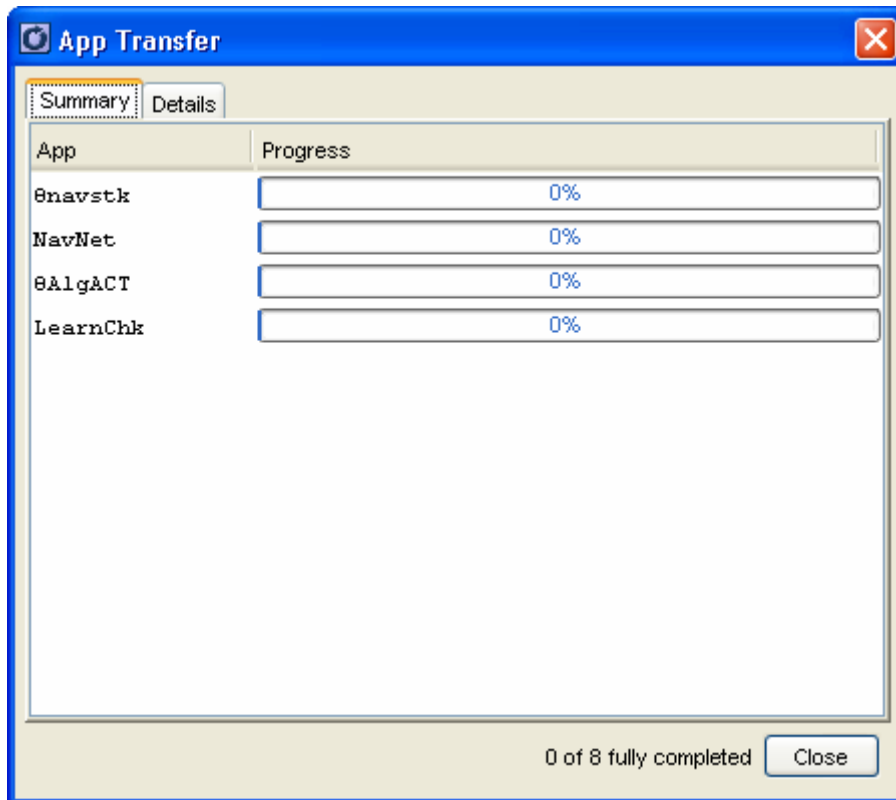 App Transfer
Summary Details
App Progress
θnavstk 0%
NavNet 0%
θAlgACT 0%
LearnChk 0%
0 of 8 fully completed Close